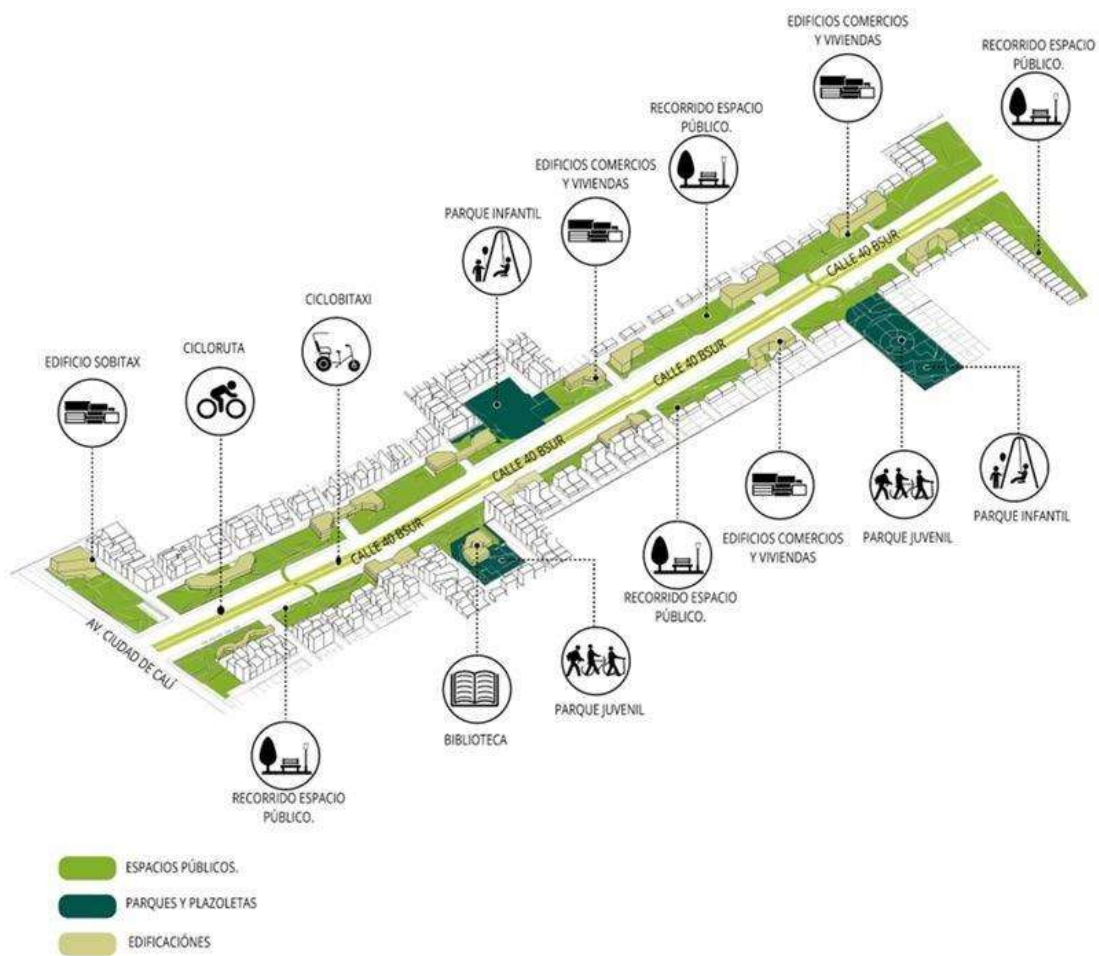 EDIFICIOS COMERCIOS
Y VIVIENDAS
RECORRIDO ESPACIO
PÚBLICO.
RECORRIDO ESPACIO
PÚBLICO.
EDIFICIOS COMERCIOS
Y VIVIENDAS
PARQUE INFANTIL
CICLOBITAXI
CICLORUTA
EDIFICIO SOBITAX
CALLE 40 BSUR
CALLE 40 BSUR
CALLE 40 BSUR
CALLE 40 BSUR
AV. CIUDAD DE CALÍ
PARQUE INFANTIL
PARQUE JUVENIL
EDIFICIOS COMERCIOS
Y VIVIENDAS
RECORRIDO ESPACIO
PÚBLICO.
PARQUE JUVENIL
BIBLIOTECA
RECORRIDO ESPACIO
PÚBLICO.
ESPACIOS PÚBLICOS.
PARQUES Y PLAZOLETAS
EDIFICACIÓNES